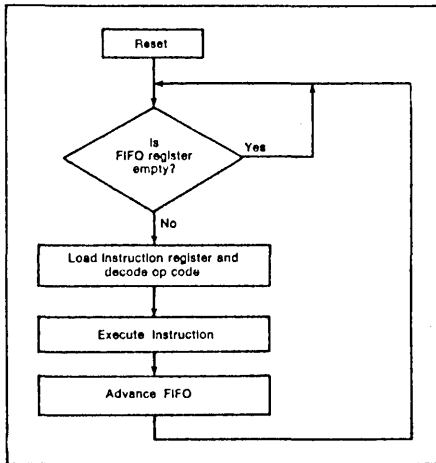 Reset
Is
FIFO register
empty?
Yes
No
Load Instruction register and
decode op code
Execute Instruction
Advance FIFO